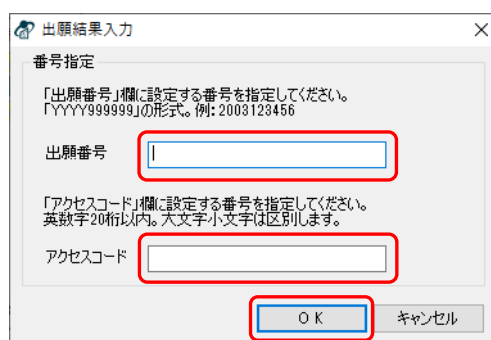 出願結果入力
番号指定
「出願番号」欄に設定する番号を指定してください。
「YYYY999999」の形式。例: 2003123456
出願番号
「アクセスコード」欄に設定する番号を指定してください。
英数字20桁以内。大文字小文字は区別します。
アクセスコード
OK
キャンセル